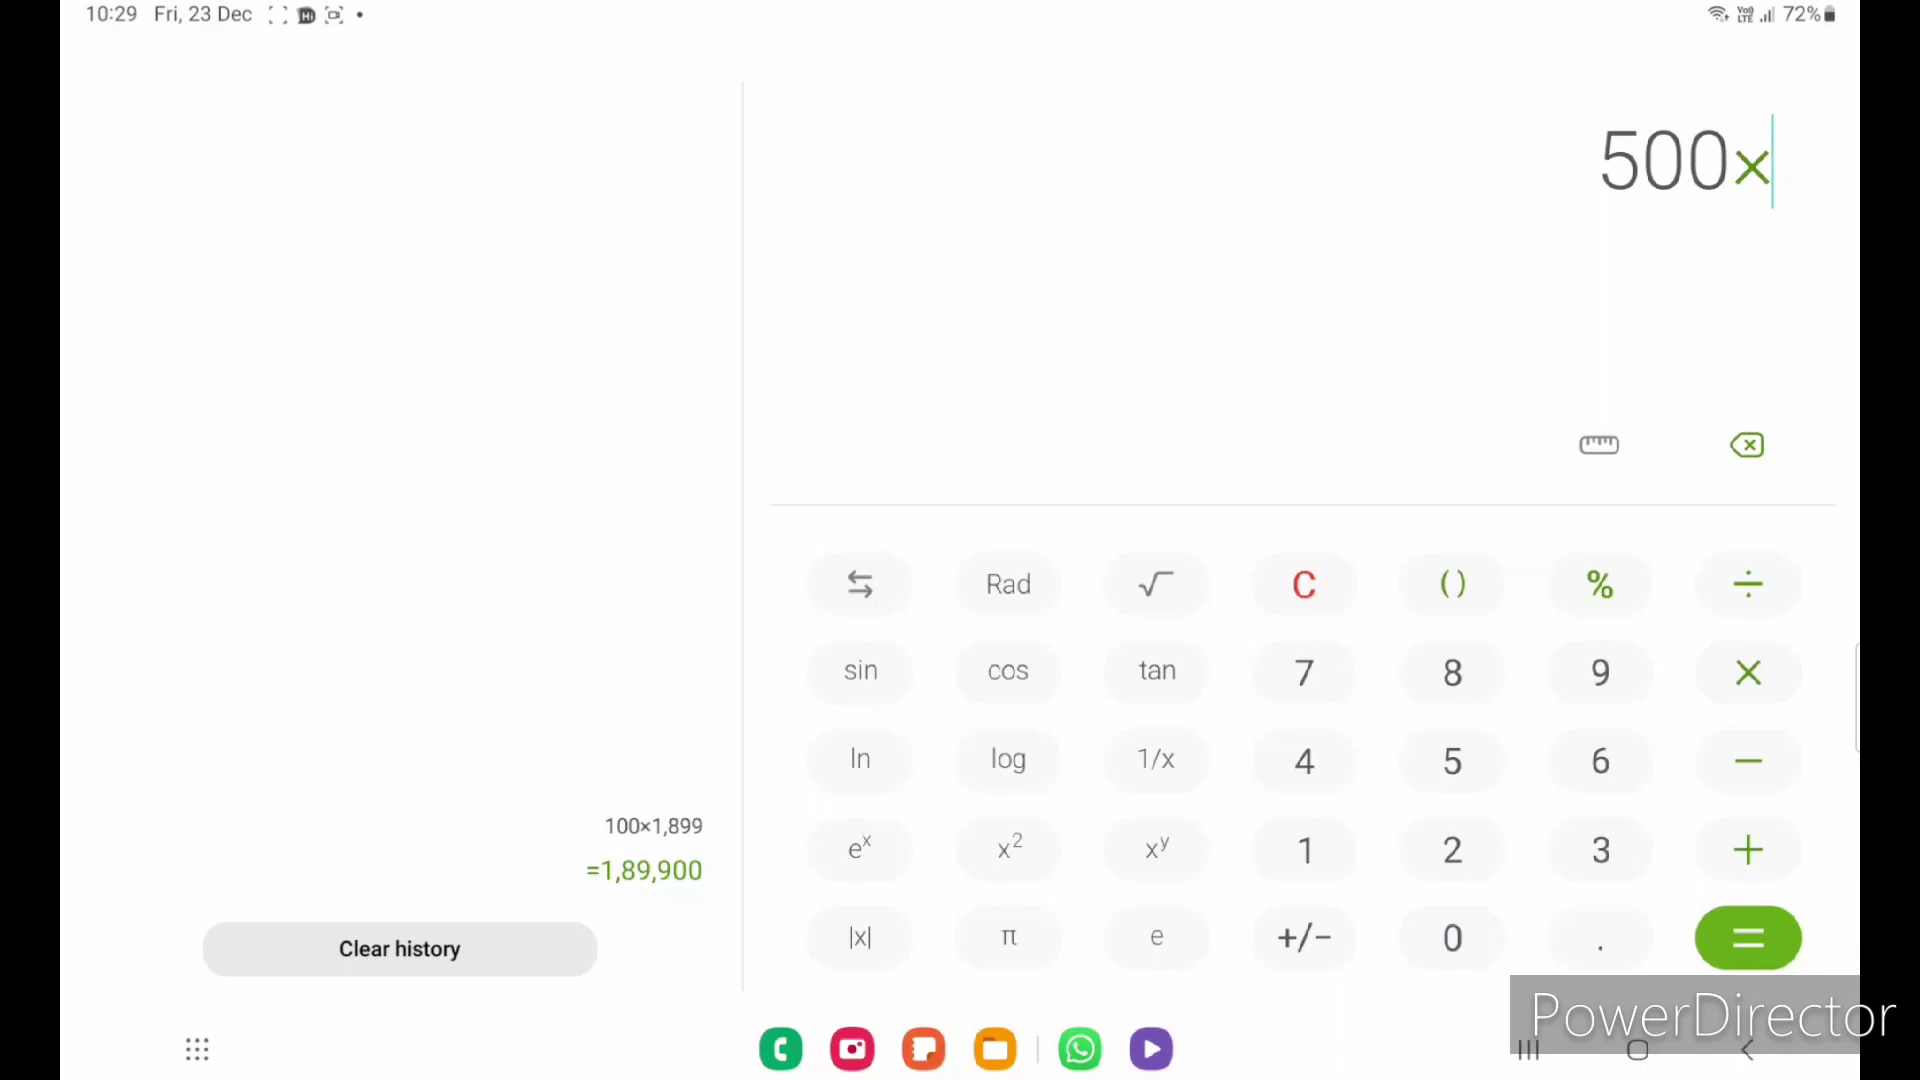 10:29 Fri, 23 Dec
72%
500×
Rad √ C () % ÷
sin cos tan 7 8 9 ×
ln log 1/x 4 5 6 −
eˣ x² xʸ 1 2 3 +
|x| π e +/− 0 . =
100×1,899
=1,89,900
Clear history
PowerDirector